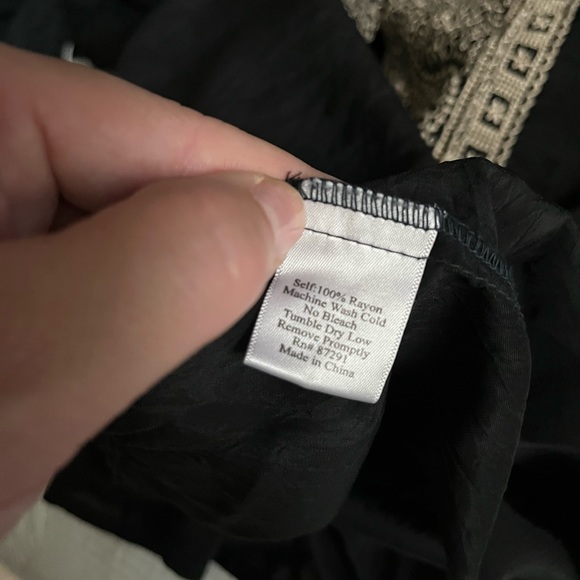 Self:100% Rayon
Machine Wash Cold
No Bleach
Tumble Dry Low
Remove Promptly
Rn# 87291
Made in China